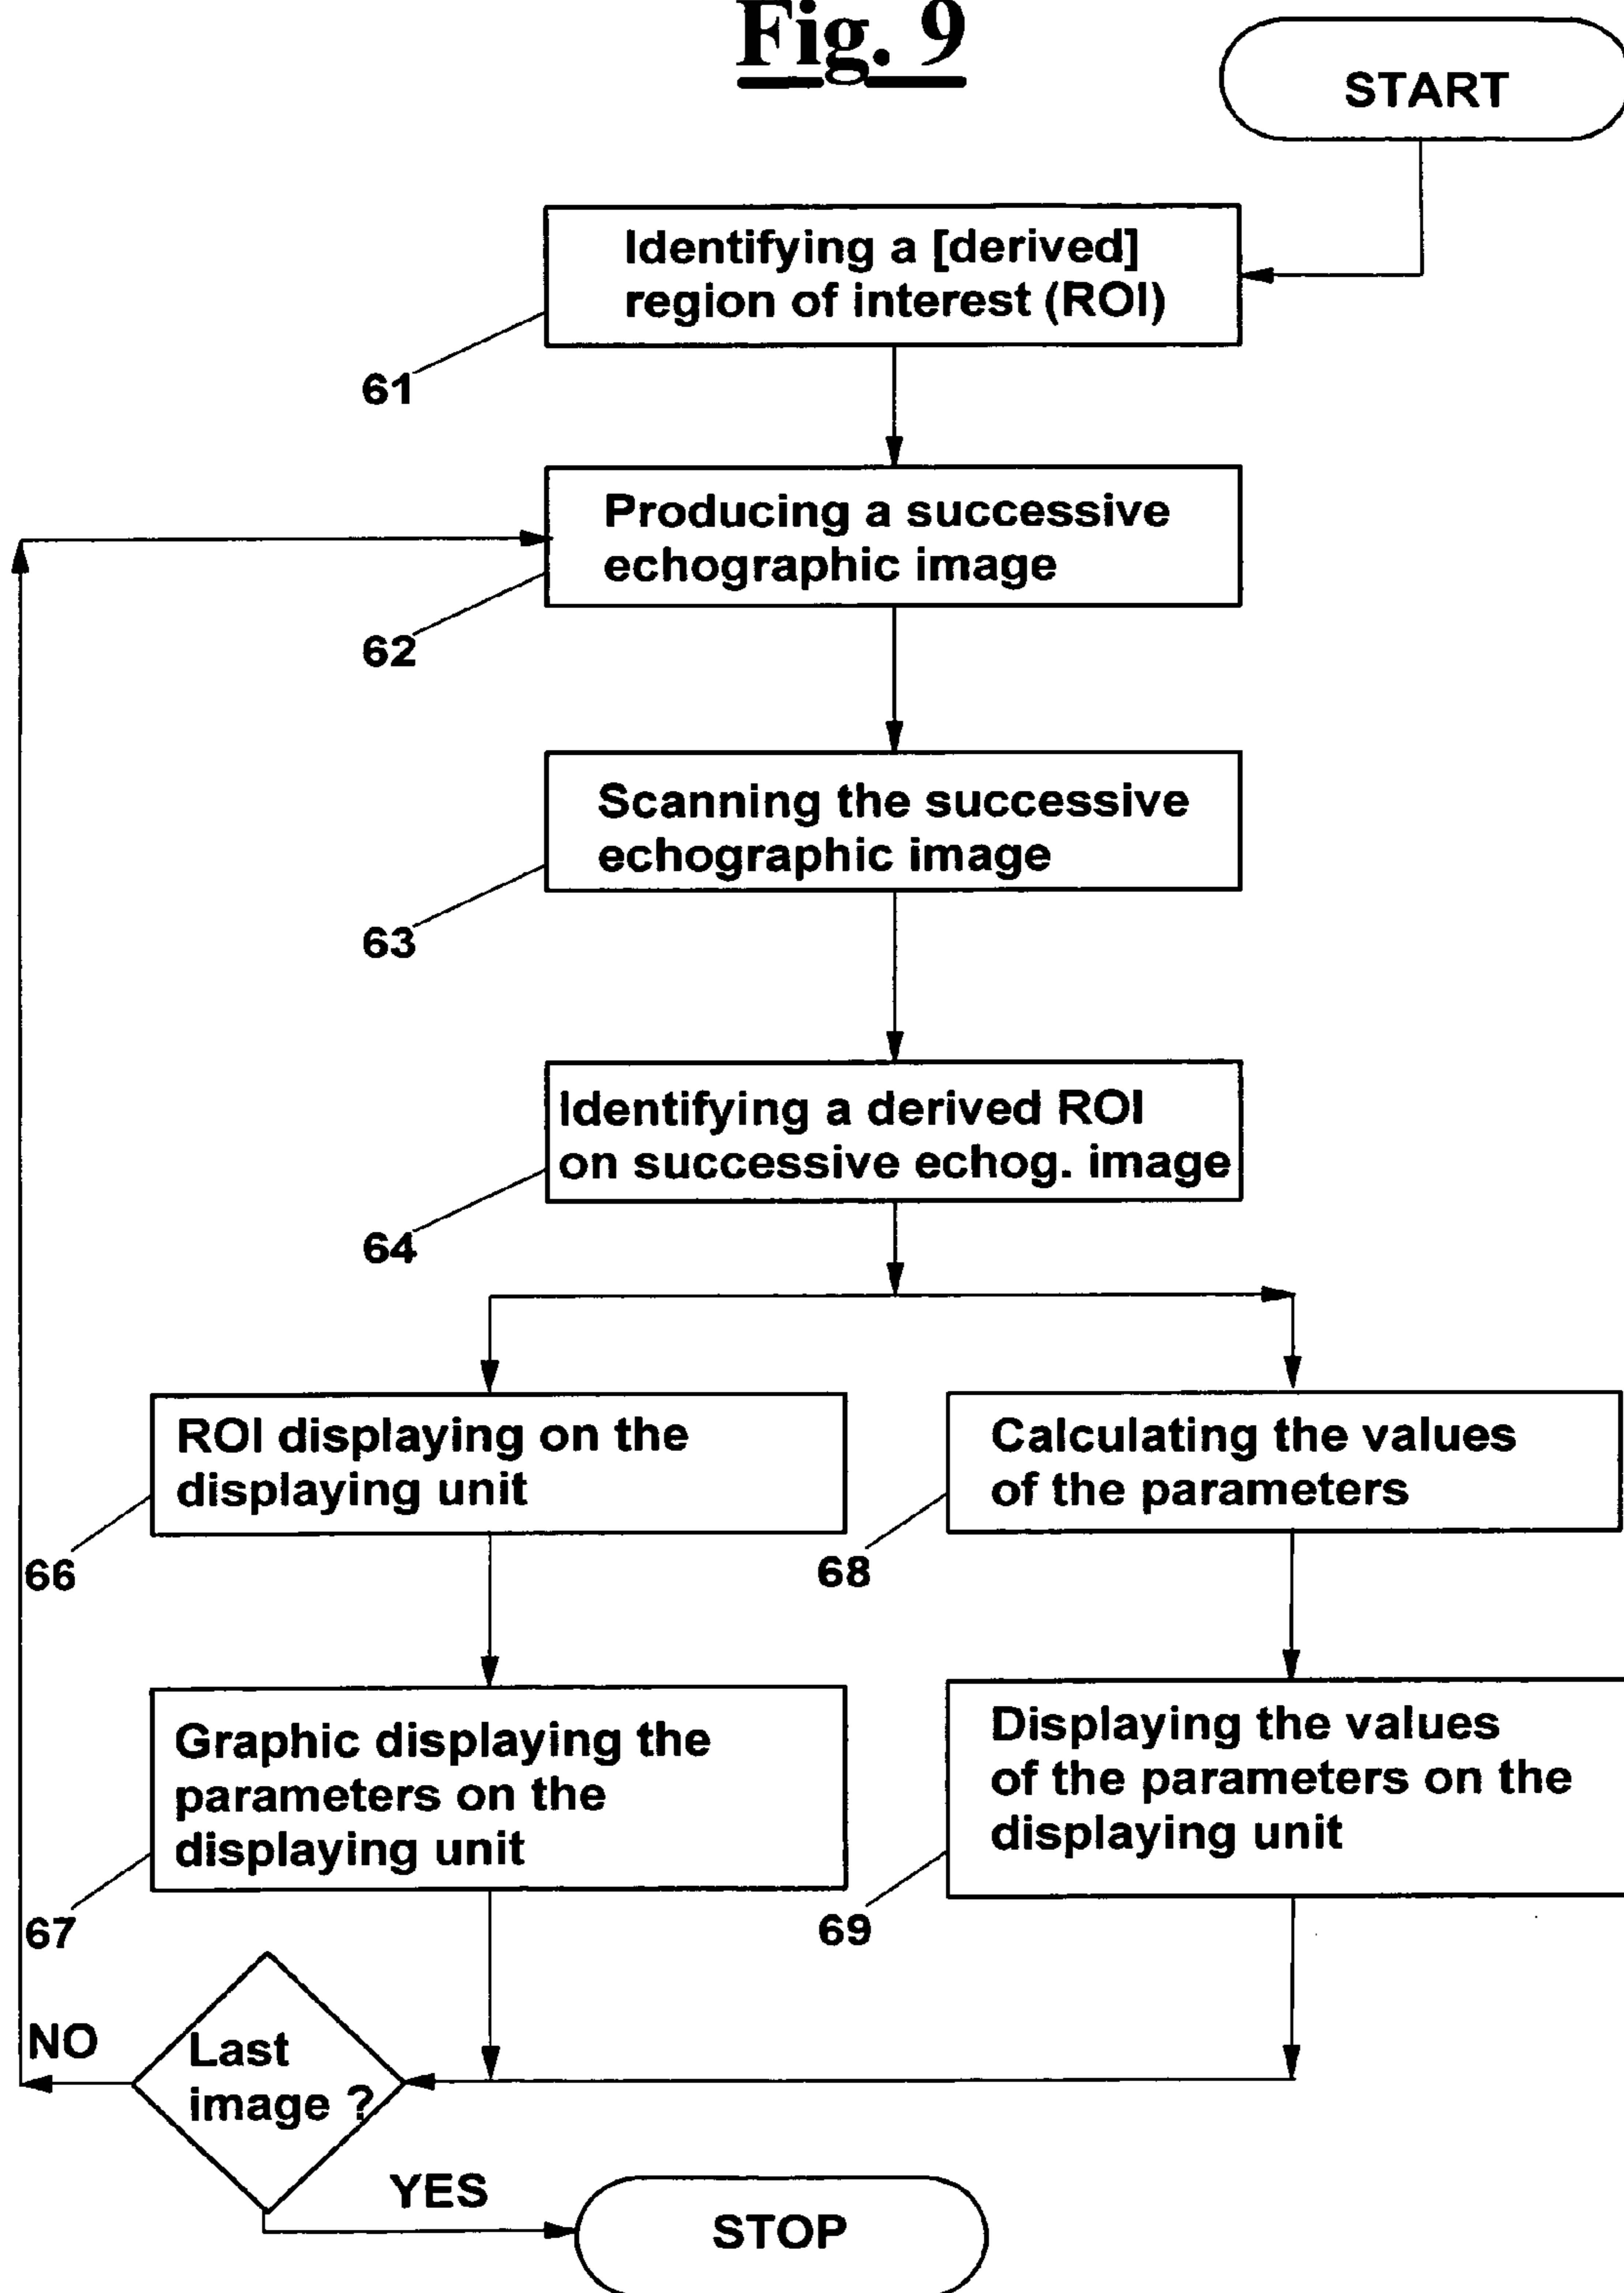 Fig. 9
START
Identifying a [derived]
region of interest (ROI)
61
Producing a successive
echographic image
62
Scanning the successive
echographic image
63
Identifying a derived ROI
on successive echog. image
64
ROI displaying on the
displaying unit
66
Calculating the values
of the parameters
68
Graphic displaying the
parameters on the
displaying unit
67
Displaying the values
of the parameters on the
displaying unit
69
NO
Last
image ?
YES
STOP